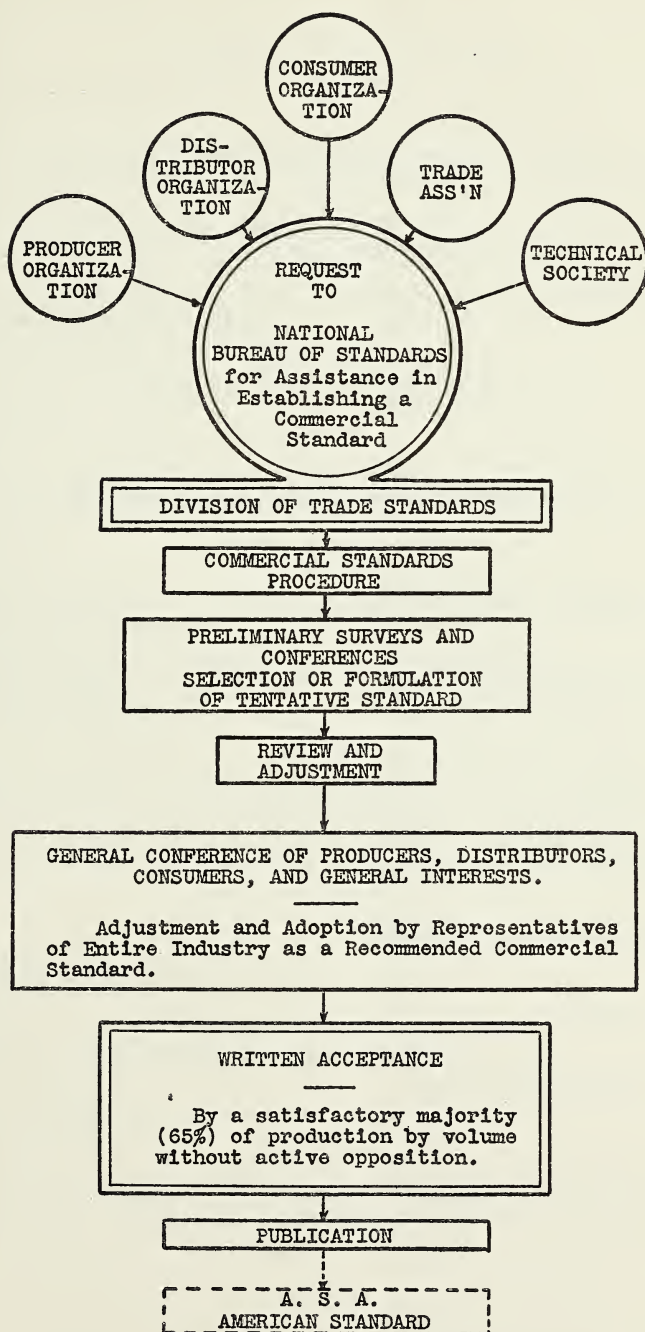 CONSUMER
ORGANIZA-
TION
DIS-
TRIBUTOR
ORGANIZA-
TION
TRADE
ASS'N
PRODUCER
ORGANIZA-
TION
TECHNICAL
SOCIETY
REQUEST
TO
NATIONAL
BUREAU OF STANDARDS
for Assistance in
Establishing a
Commercial
Standard
DIVISION OF TRADE STANDARDS
COMMERCIAL STANDARDS
PROCEDURE
PRELIMINARY SURVEYS AND
CONFERENCES
SELECTION OR FORMULATION
OF TENTATIVE STANDARD
REVIEW AND
ADJUSTMENT
GENERAL CONFERENCE OF PRODUCERS, DISTRIBUTORS,
CONSUMERS, AND GENERAL INTERESTS.
Adjustment and Adoption by Representatives
of Entire Industry as a Recommended Commercial
Standard.
WRITTEN ACCEPTANCE
By a satisfactory majority
(65%) of production by volume
without active opposition.
PUBLICATION
A. S. A.
AMERICAN STANDARD